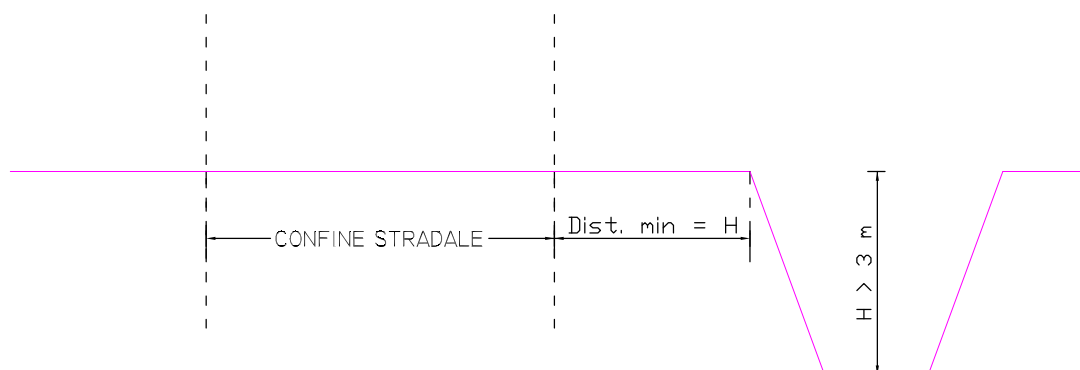 CONFINE STRADALE
Dist. min = H
H > 3 m